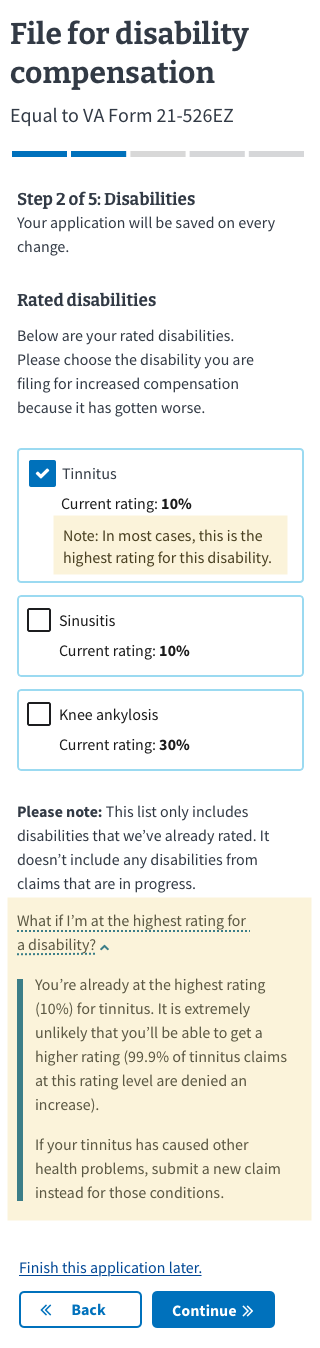 File for disability
compensation
Equal to VA Form 21-526EZ
Step 2 of 5: Disabilities
Your application will be saved on every
change.
Rated disabilities
Below are your rated disabilities.
Please choose the disability you are
filing for increased compensation
because it has gotten worse.
Tinnitus
Current rating: 10%
Note: In most cases, this is the
highest rating for this disability.
Sinusitis
Current rating: 10%
Knee ankylosis
Current rating: 30%
Please note: This list only includes
disabilities that we’ve already rated. It
doesn’t include any disabilities from
claims that are in progress.
What if I’m at the highest rating for
a disability?
You’re already at the highest rating
(10%) for tinnitus. It is extremely
unlikely that you’ll be able to get a
higher rating (99.9% of tinnitus claims
at this rating level are denied an
increase).
If your tinnitus has caused other
health problems, submit a new claim
instead for those conditions.
Finish this application later.
Back
Continue